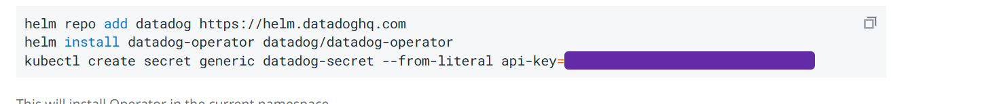 helm repo add datadog https://helm.datadoghq.com
helm install datadog-operator datadog/datadog-operator
kubectl create secret generic datadog-secret --from-literal api-key=
This will install Operator in the current namespace